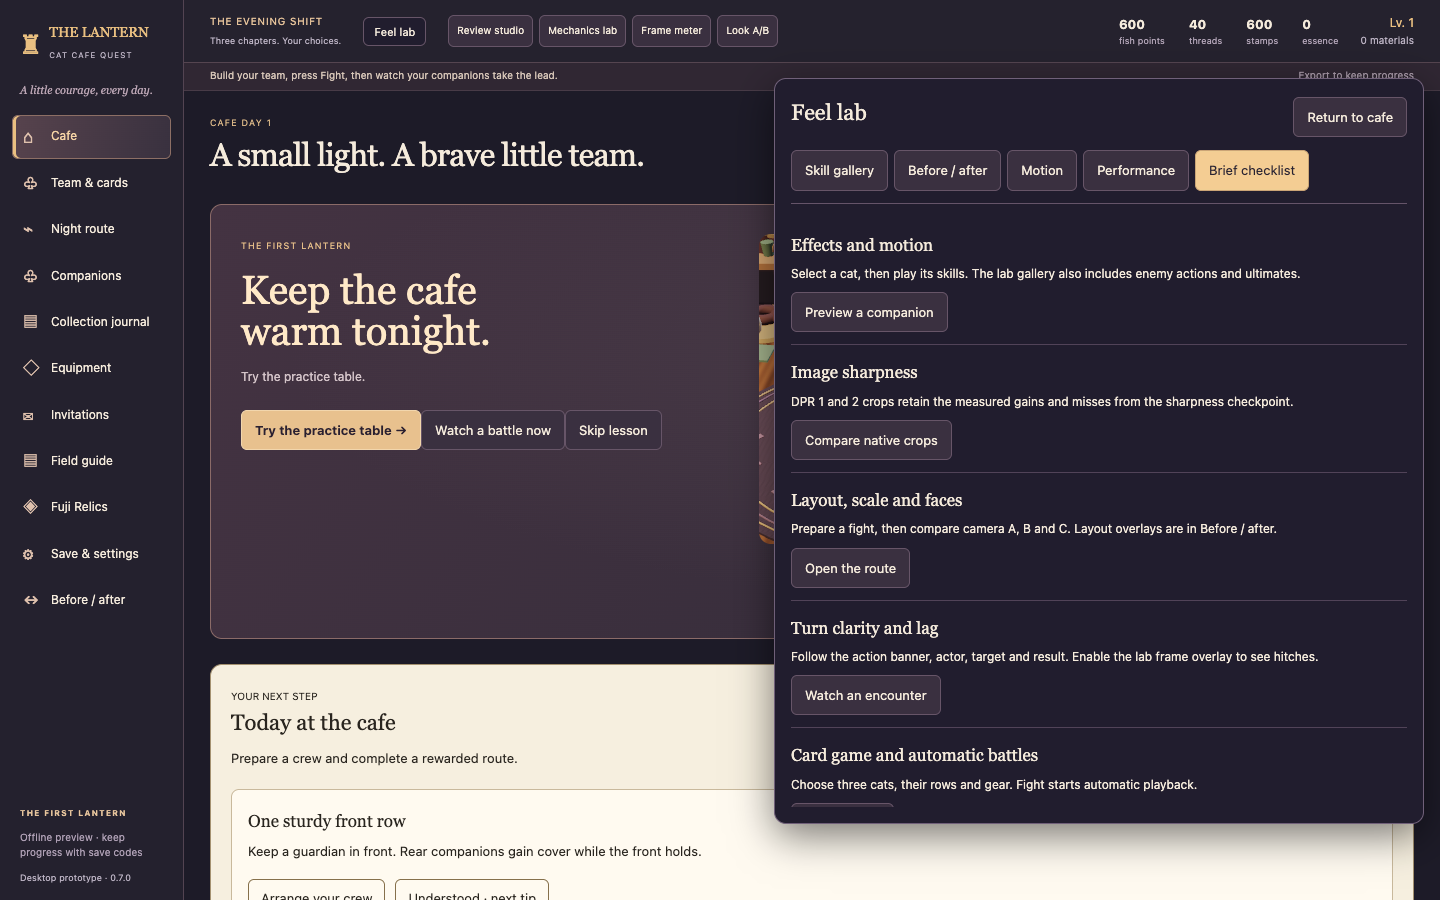 THE LANTERN
CAT CAFE QUEST
A little courage, every day.
Cafe
Team & cards
Night route
Companions
Collection journal
Equipment
Invitations
Field guide
Fuji Relics
Save & settings
Before / after
THE FIRST LANTERN
Offline preview · keep
progress with save codes
Desktop prototype · 0.7.0
THE EVENING SHIFT
Three chapters. Your choices.
Feel lab
Review studio
Mechanics lab
Frame meter
Look A/B
600
fish points
40
threads
600
stamps
0
essence
Lv. 1
0 materials
Build your team, press Fight, then watch your companions take the lead.
Export to keep progress
CAFE DAY 1
A small light. A brave little team.
THE FIRST LANTERN
Keep the cafe
warm tonight.
Try the practice table.
Try the practice table →
Watch a battle now
Skip lesson
YOUR NEXT STEP
Today at the cafe
Prepare a crew and complete a rewarded route.
One sturdy front row
Keep a guardian in front. Rear companions gain cover while the front holds.
Arrange your crew
Understood · next tip
Feel lab
Return to cafe
Skill gallery
Before / after
Motion
Performance
Brief checklist
Effects and motion
Select a cat, then play its skills. The lab gallery also includes enemy actions and ultimates.
Preview a companion
Image sharpness
DPR 1 and 2 crops retain the measured gains and misses from the sharpness checkpoint.
Compare native crops
Layout, scale and faces
Prepare a fight, then compare camera A, B and C. Layout overlays are in Before / after.
Open the route
Turn clarity and lag
Follow the action banner, actor, target and result. Enable the lab frame overlay to see hitches.
Watch an encounter
Card game and automatic battles
Choose three cats, their rows and gear. Fight starts automatic playback.